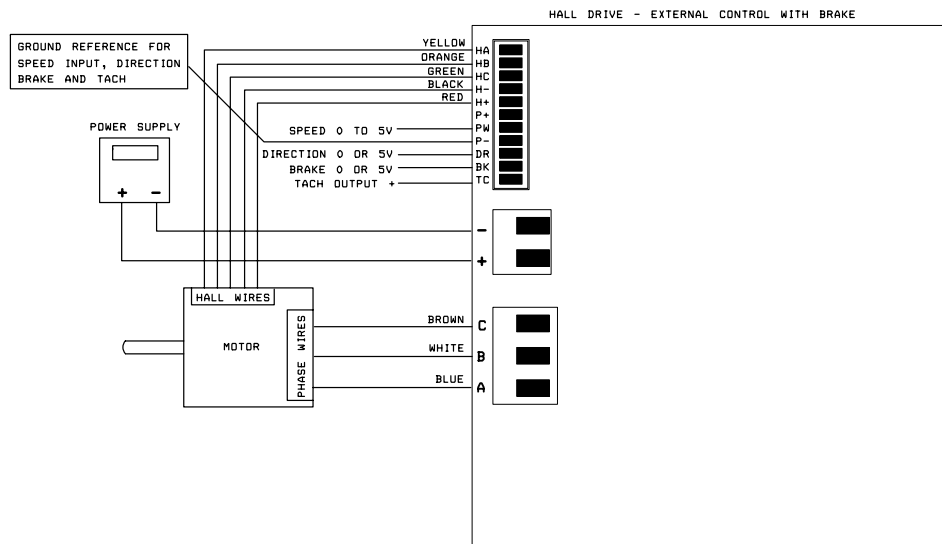 HALL DRIVE - EXTERNAL CONTROL WITH BRAKE
GROUND REFERENCE FOR
SPEED INPUT, DIRECTION
BRAKE AND TACH
YELLOW HA
ORANGE HB
GREEN HC
BLACK H-
RED H+
P+
SPEED 0 TO 5V PW
P-
DIRECTION 0 OR 5V DR
BRAKE 0 OR 5V BK
TACH OUTPUT + TC
POWER SUPPLY
+ -
-
+
HALL WIRES
MOTOR
PHASE WIRES
BROWN C
WHITE B
BLUE A